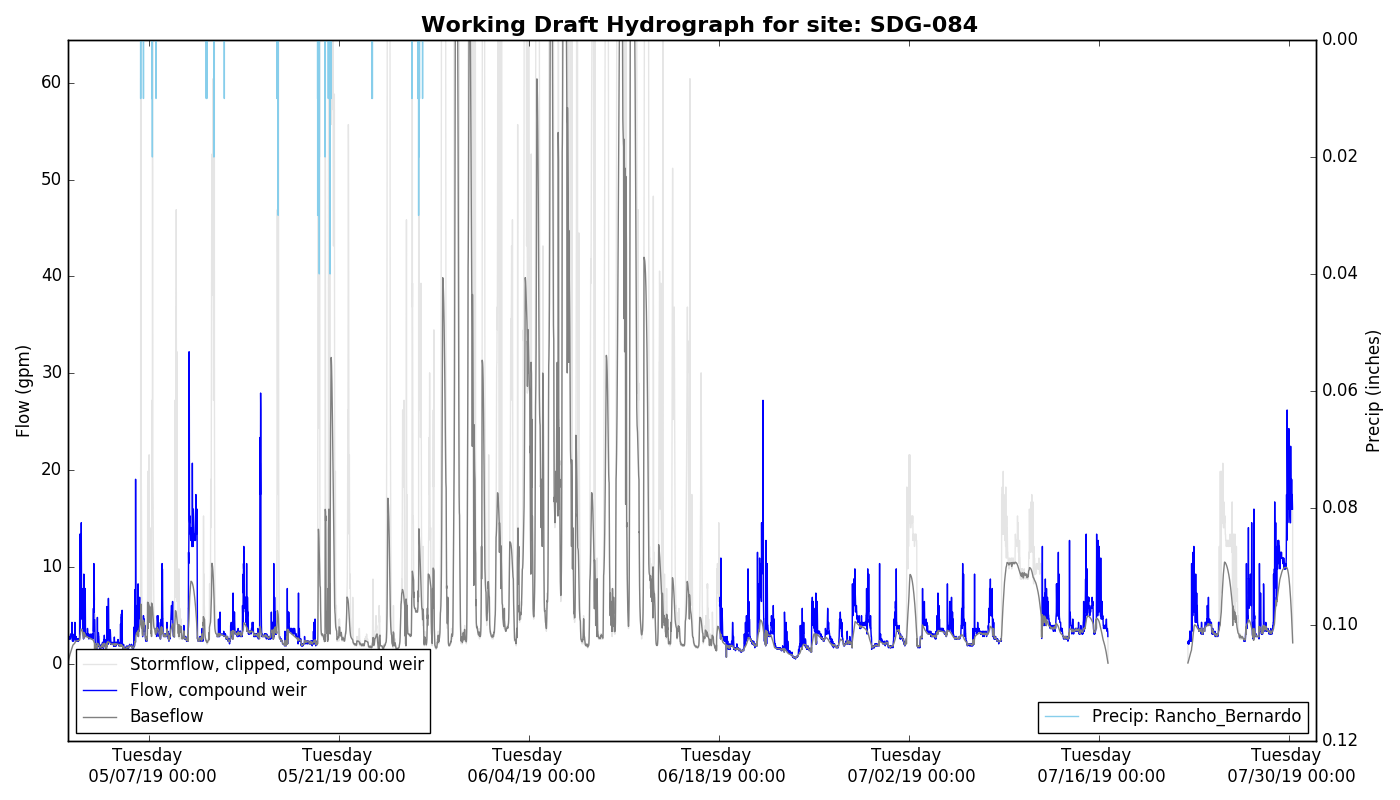 Working Draft Hydrograph for site: SDG-084
Flow (gpm)
60
50
40
30
20
10
0
0.00
0.02
0.04
0.06
0.08
0.10
0.12
Precip (inches)
Stormflow, clipped, compound weir
Flow, compound weir
Baseflow
Precip: Rancho_Bernardo
Tuesday
05/07/19 00:00
Tuesday
05/21/19 00:00
Tuesday
06/04/19 00:00
Tuesday
06/18/19 00:00
Tuesday
07/02/19 00:00
Tuesday
07/16/19 00:00
Tuesday
07/30/19 00:00